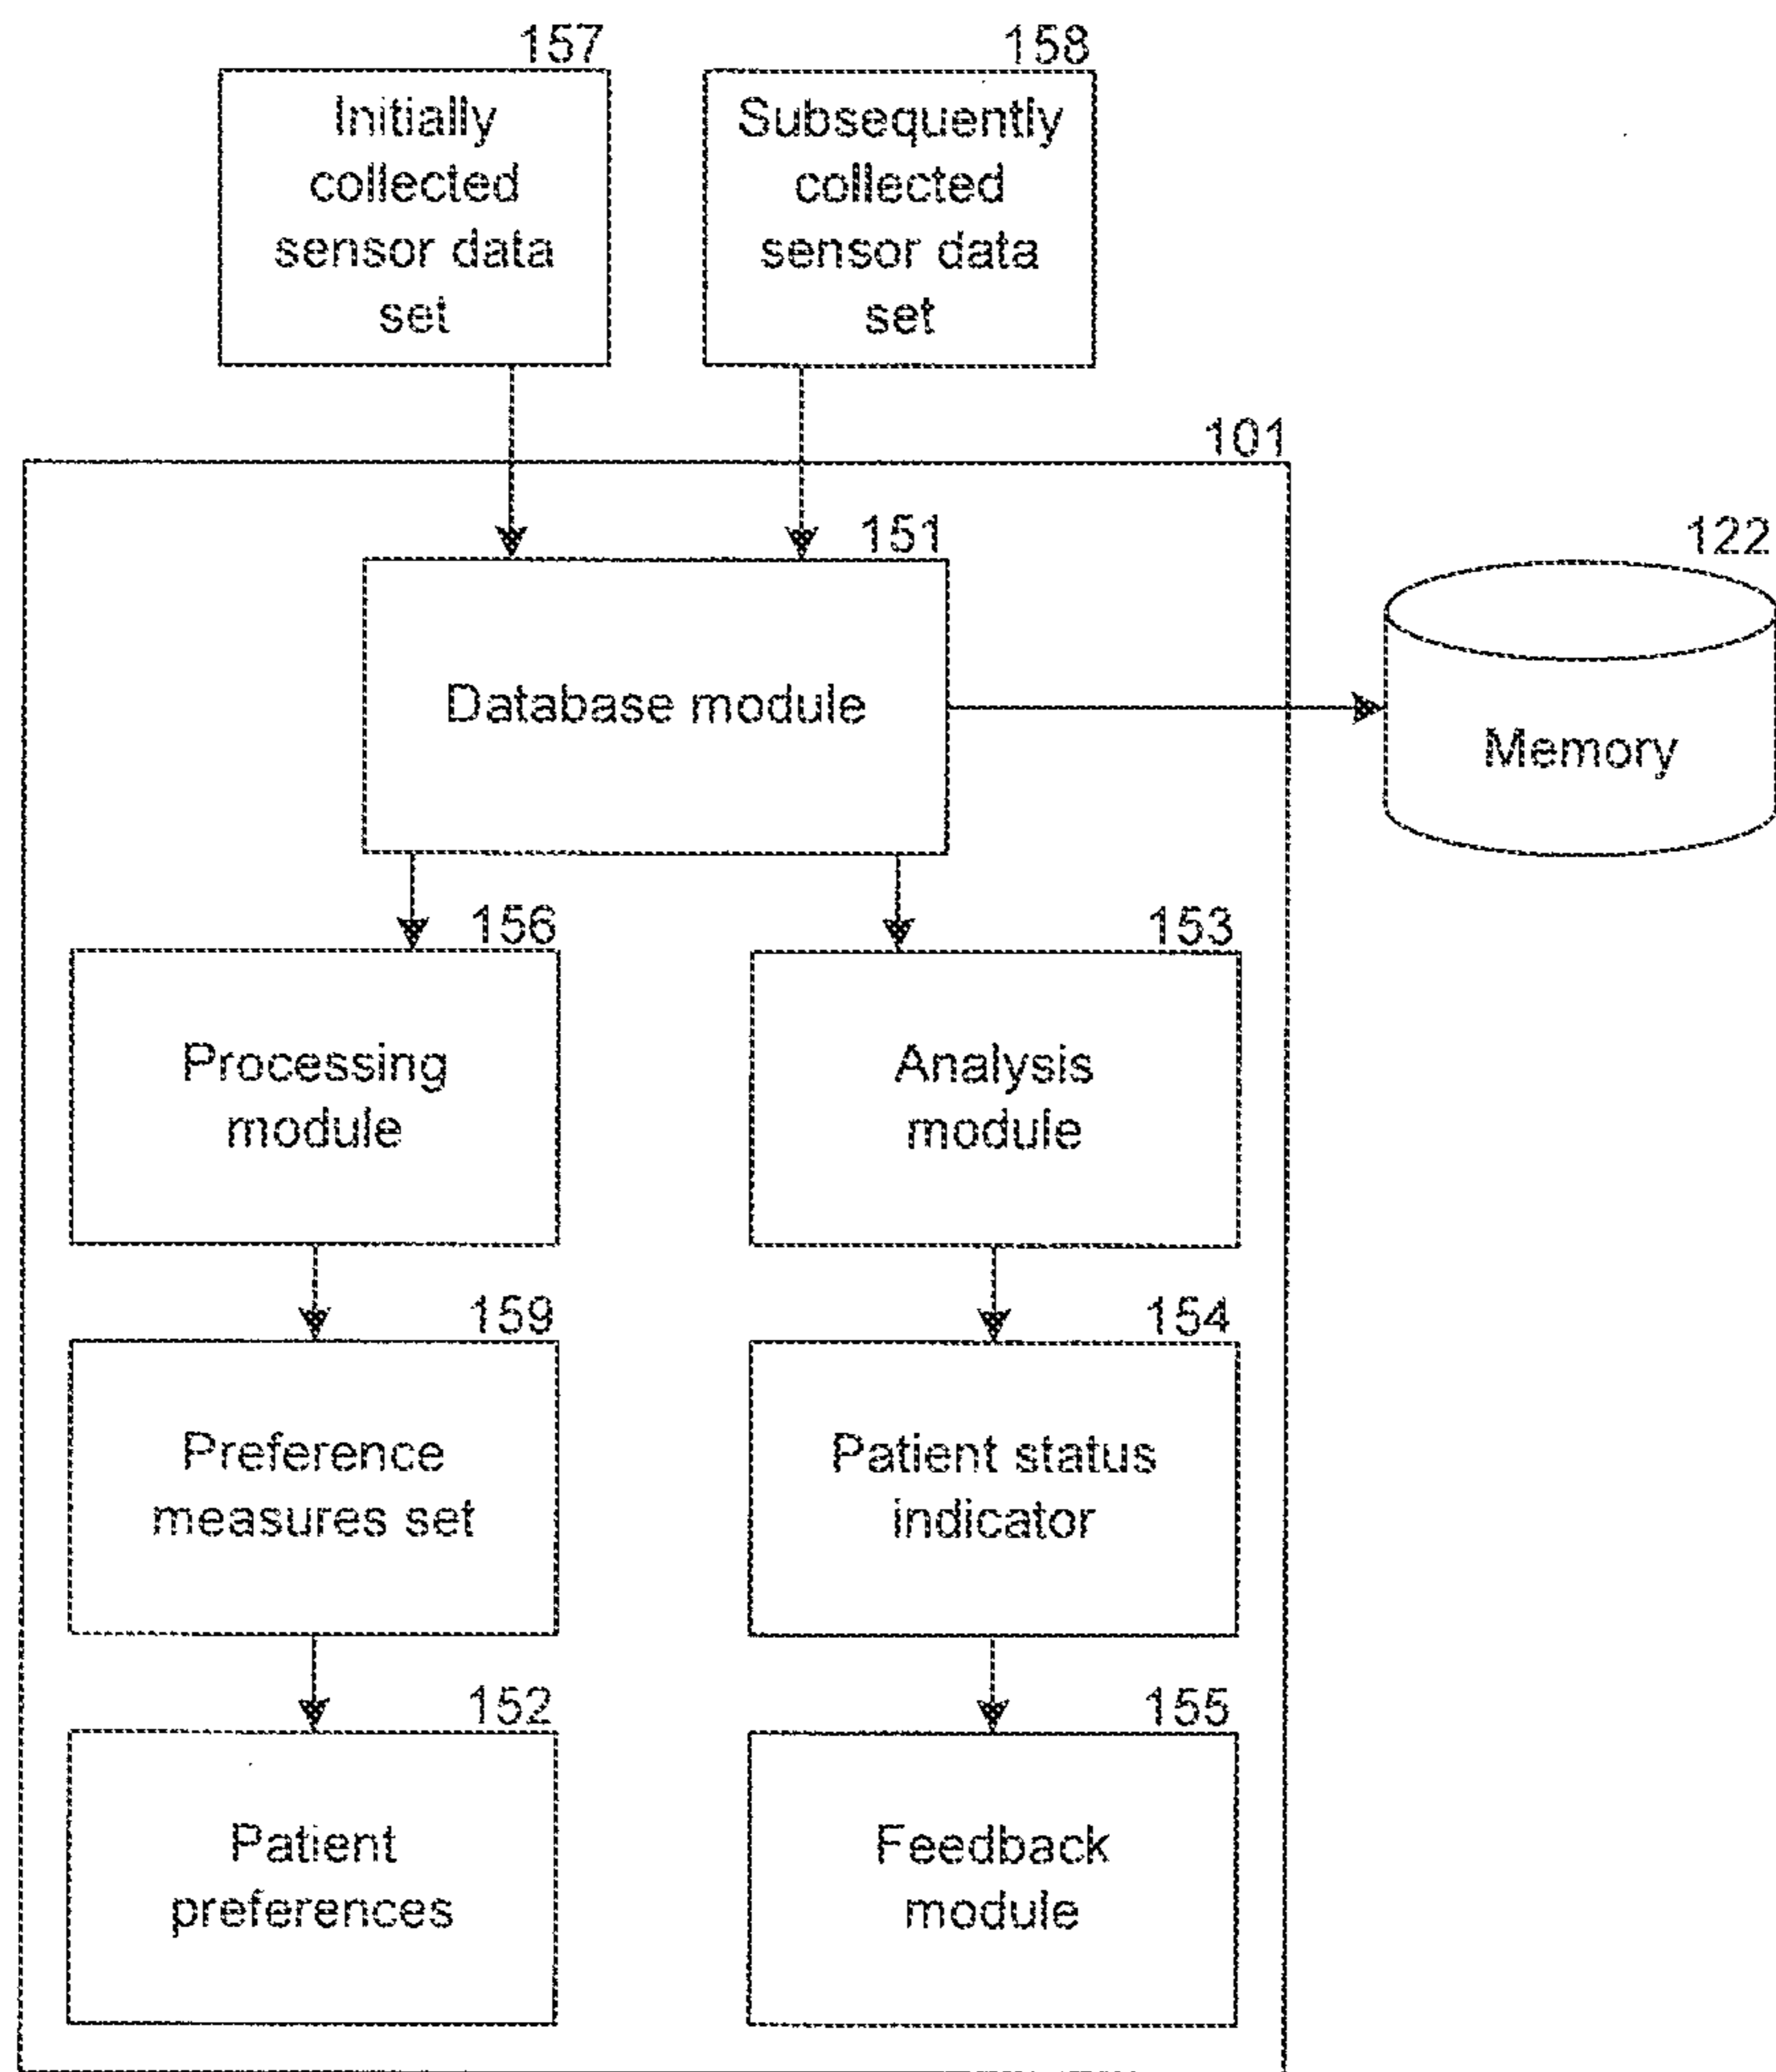 157
Initially
collected
sensor data
set
158
Subsequently
collected
sensor data
set
101
151
Database module
122
Memory
156
Processing
module
153
Analysis
module
159
Preference
measures set
154
Patient status
indicator
152
Patient
preferences
155
Feedback
module